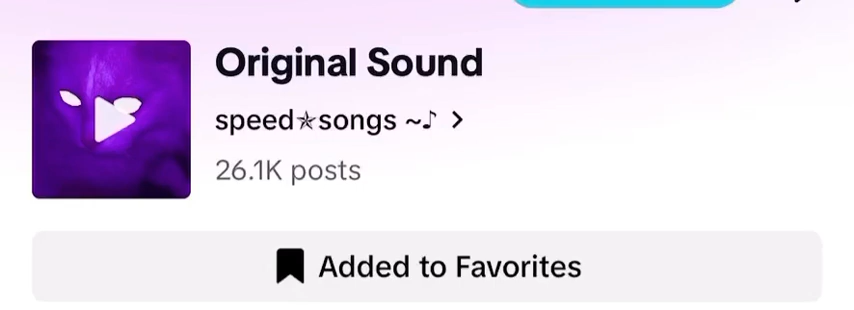 Original Sound
speed✯songs ~♪ >
26.1K posts
Added to Favorites